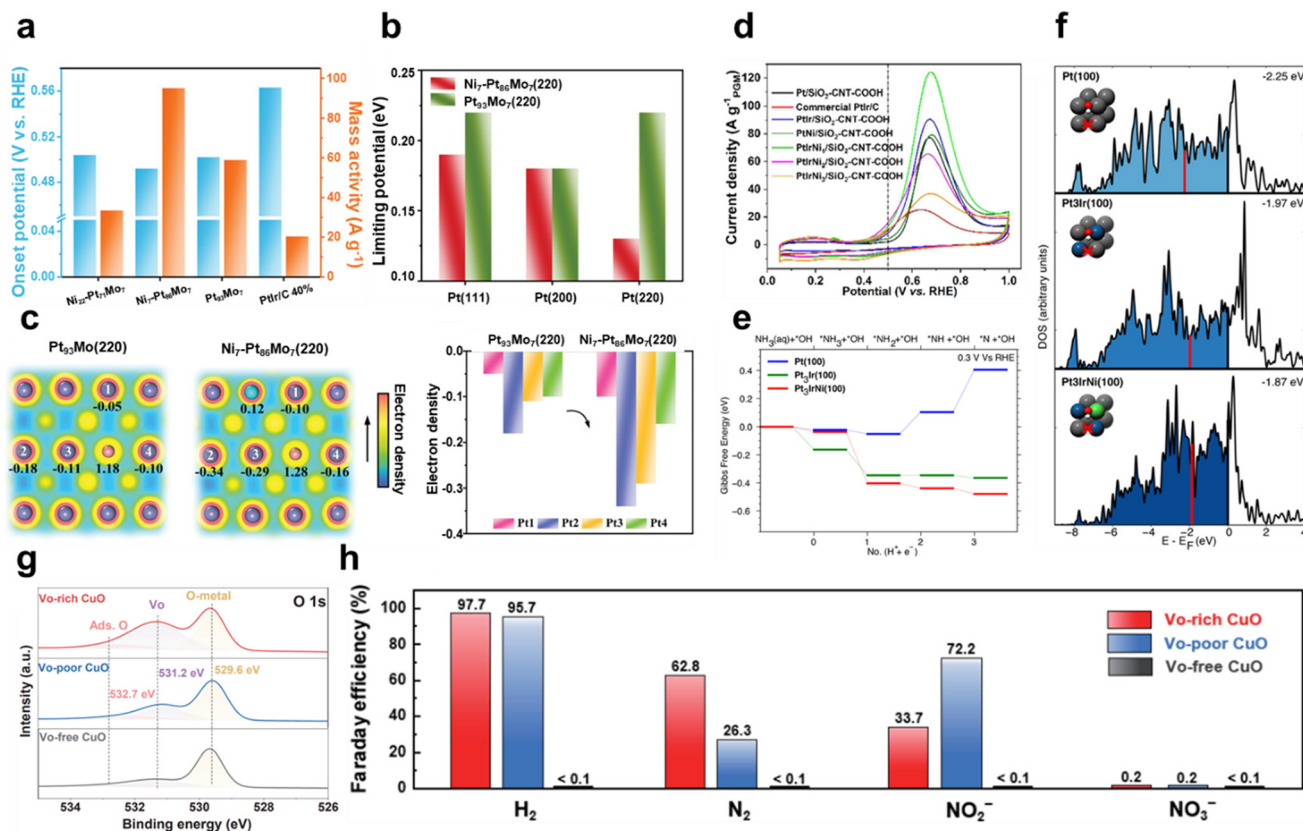 a
Onset potential (V vs. RHE)
0.56
0.48
0.04
0.00
100
80
60
40
20
0
Mass activity (A g⁻¹)
Ni₂₂-Pt₇₁Mo₇
Ni₇-Pt₈₆Mo₇
Pt₉₃Mo₇
PtIr/C 40%
b
Limiting potential(eV)
0.25
0.20
0.15
0.10
Ni₇-Pt₈₆Mo₇(220)
Pt₉₃Mo₇(220)
Pt(111)
Pt(200)
Pt(220)
c
Pt₉₃Mo(220)
1
-0.05
2
3
4
-0.18
-0.11
1.18
-0.10
Ni₇-Pt₈₆Mo₇(220)
1
0.12
-0.10
2
3
4
-0.34
-0.29
1.28
-0.16
Electron density
Pt₉₃Mo₇(220)
Ni₇-Pt₈₆Mo₇(220)
Electron density
-0.0
-0.1
-0.2
-0.3
-0.4
Pt1
Pt2
Pt3
Pt4
d
Current density (A g⁻¹PGM)
120
100
80
60
40
20
0
Pt/SiO₂-CNT-COOH
Commercial PtIr/C
PtIr/SiO₂-CNT-COOH
PtNi/SiO₂-CNT-COOH
PtIrNi₁/SiO₂-CNT-COOH
PtIrNi₂/SiO₂-CNT-COOH
PtIrNi₃/SiO₂-CNT-COOH
0.0
0.2
0.4
0.6
0.8
1.0
Potential (V vs. RHE)
e
NH₃(aq)+*OH
*NH₃+*OH
*NH₂+*OH
*NH +*OH
*N +*OH
0.3 V Vs RHE
Pt(100)
Pt₃Ir(100)
Pt₃IrNi(100)
Gibbs Free Energy (eV)
0.4
0.2
0.0
−0.2
−0.4
−0.6
0
1
2
3
No. (H⁺+ e⁻)
f
Pt(100)
-2.25 eV
Pt3Ir(100)
-1.97 eV
Pt3IrNi(100)
-1.87 eV
DOS (arbitrary units)
−8
−6
−4
−2
0
2
4
E - E_F (eV)
g
O 1s
Vo-rich CuO
Ads. O
Vo
O-metal
Vo-poor CuO
532.7 eV
531.2 eV
529.6 eV
Vo-free CuO
Intensity (a.u.)
534
532
530
528
526
Binding energy (eV)
h
Faraday efficiency (%)
100
80
60
40
20
0
97.7
95.7
< 0.1
62.8
26.3
< 0.1
33.7
72.2
< 0.1
0.2
0.2
< 0.1
Vo-rich CuO
Vo-poor CuO
Vo-free CuO
H₂
N₂
NO₂⁻
NO₃⁻